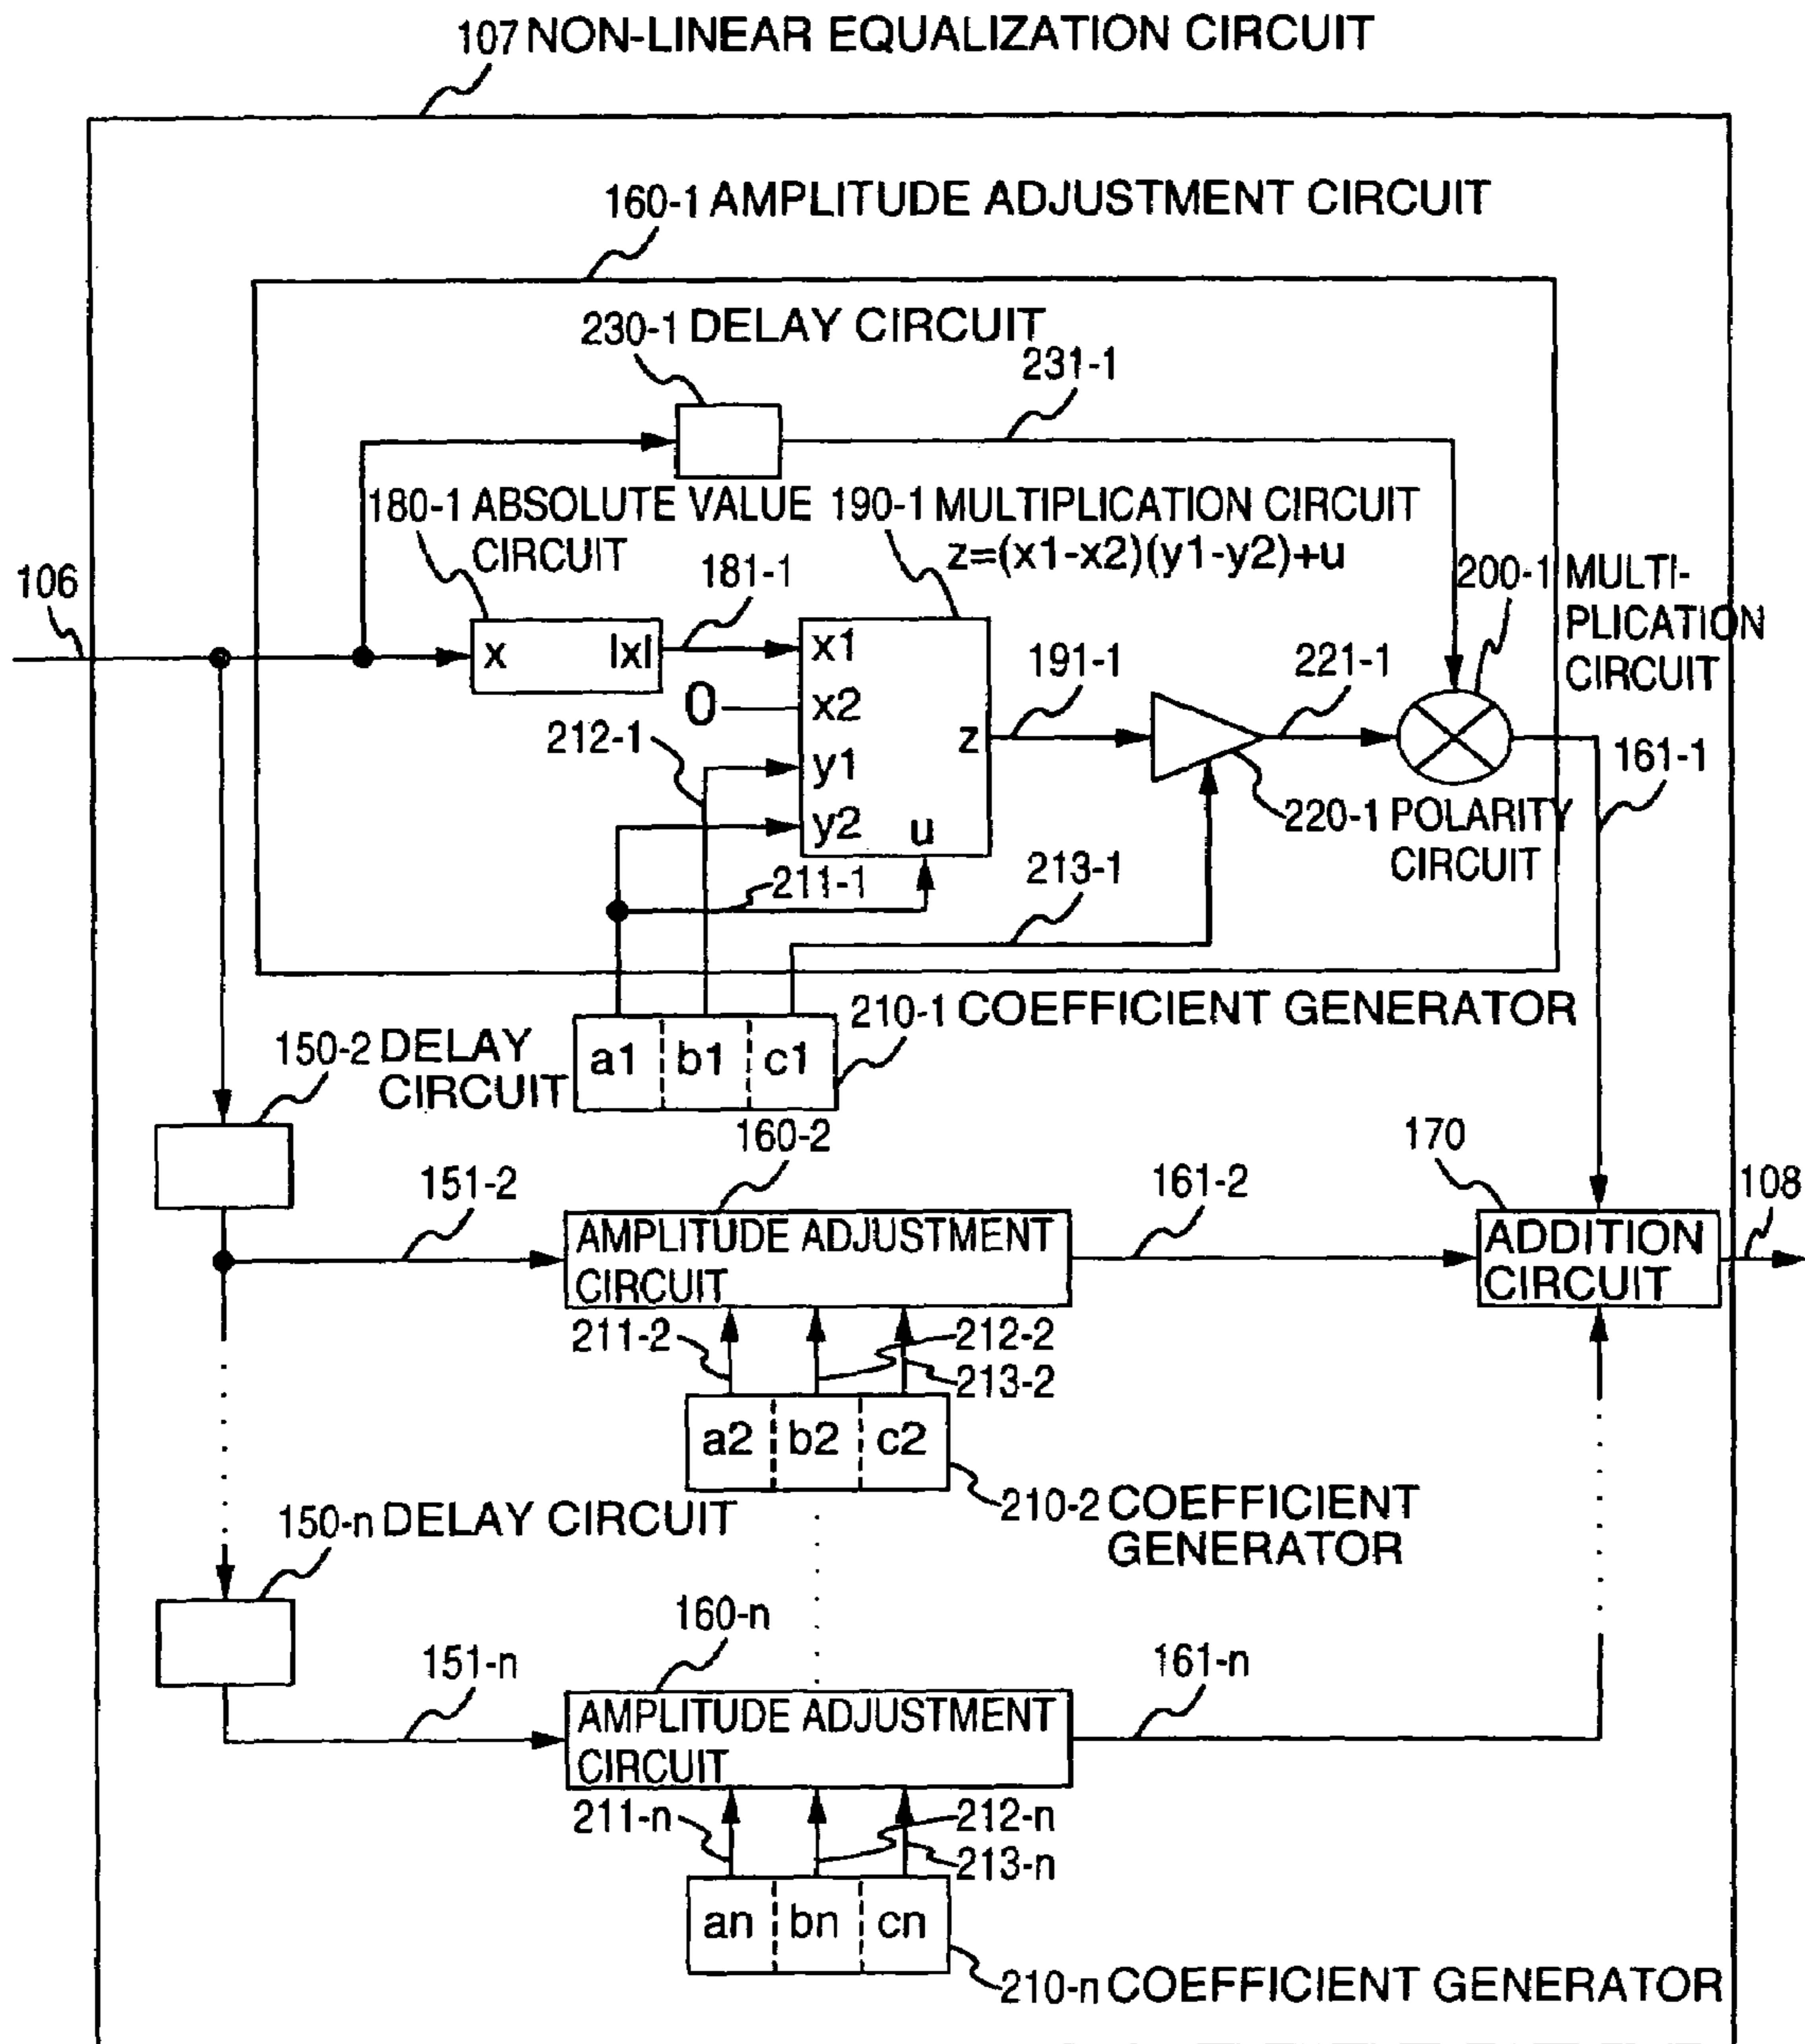 107 NON-LINEAR EQUALIZATION CIRCUIT
160-1 AMPLITUDE ADJUSTMENT CIRCUIT
230-1 DELAY CIRCUIT
231-1
180-1 ABSOLUTE VALUE
CIRCUIT
190-1 MULTIPLICATION CIRCUIT
z=(x1-x2)(y1-y2)+u
106
181-1
200-1 MULTI-
PLICATION
CIRCUIT
x |x|
x1
0
x2
191-1
221-1
212-1
z
161-1
y1
y2
u
220-1 POLARITY
CIRCUIT
211-1
213-1
210-1 COEFFICIENT GENERATOR
150-2 DELAY
CIRCUIT
a1 b1 c1
160-2
170
151-2
161-2
108
AMPLITUDE ADJUSTMENT
CIRCUIT
ADDITION
CIRCUIT
211-2
212-2
213-2
a2 b2 c2
210-2 COEFFICIENT
GENERATOR
150-n DELAY CIRCUIT
160-n
151-n
161-n
AMPLITUDE ADJUSTMENT
CIRCUIT
211-n
212-n
213-n
an bn cn
210-n COEFFICIENT GENERATOR